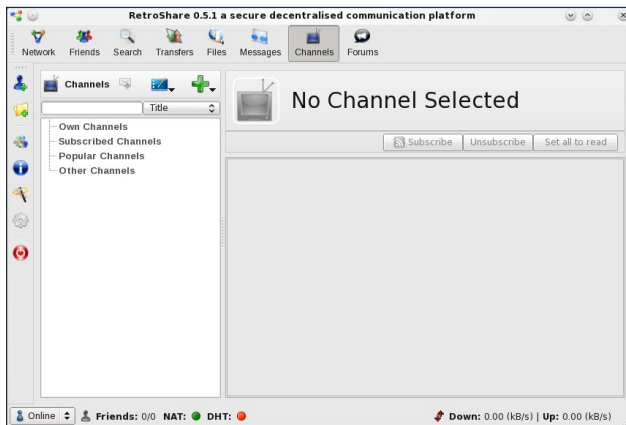 RetroShare 0.5.1 a secure decentralised communication platform
Network Friends Search Transfers Files Messages Channels Forums
Channels
Title
Own Channels
Subscribed Channels
Popular Channels
Other Channels
No Channel Selected
Subscribe Unsubscribe Set all to read
Online Friends: 0/0 NAT: DHT: Down: 0.00 (kB/s) | Up: 0.00 (kB/s)